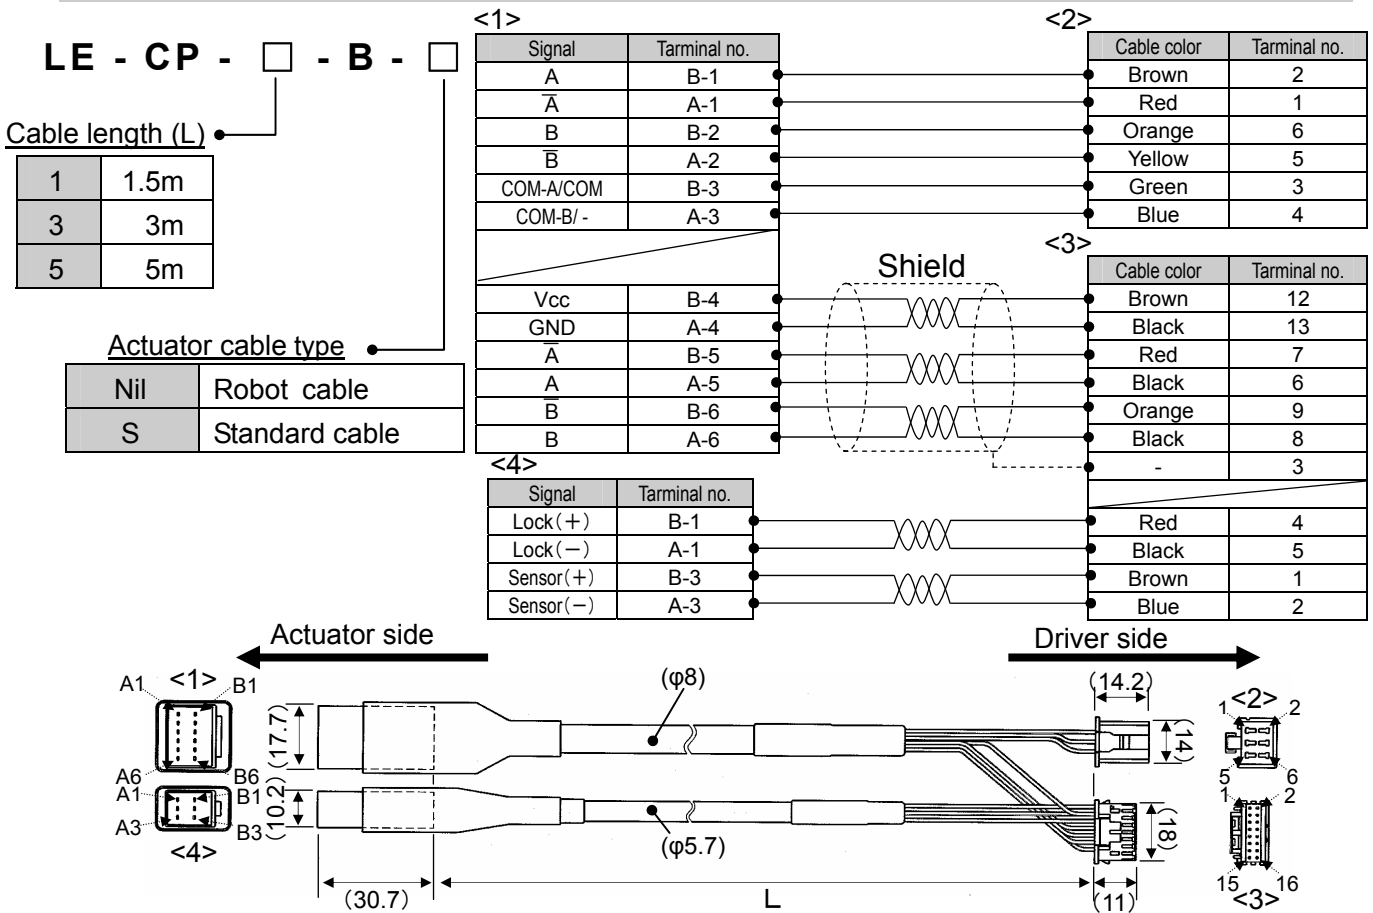 LE - CP - □ - B - □
Cable length (L)
1 1.5m
3 3m
5 5m
Actuator cable type
Nil Robot cable
S Standard cable
<1>
Signal Tarminal no.
A B-1
A̅ A-1
B B-2
B̅ A-2
COM-A/COM B-3
COM-B/ - A-3
Vcc B-4
GND A-4
A̅ B-5
A A-5
B̅ B-6
B A-6
Shield
<2>
Cable color Tarminal no.
Brown 2
Red 1
Orange 6
Yellow 5
Green 3
Blue 4
<3>
Cable color Tarminal no.
Brown 12
Black 13
Red 7
Black 6
Orange 9
Black 8
- 3
Red 4
Black 5
Brown 1
Blue 2
<4>
Signal Tarminal no.
Lock(+) B-1
Lock(−) A-1
Sensor(+) B-3
Sensor(−) A-3
Actuator side
Driver side
A1 <1> B1
A6 B6
A1 B1
A3 B3
<4>
(17.7)
(10.2)
(30.7)
(φ8)
(φ5.7)
L
(14.2)
(14)
(18)
(11)
<2>
1 2
5 6
1 2
15 16
<3>